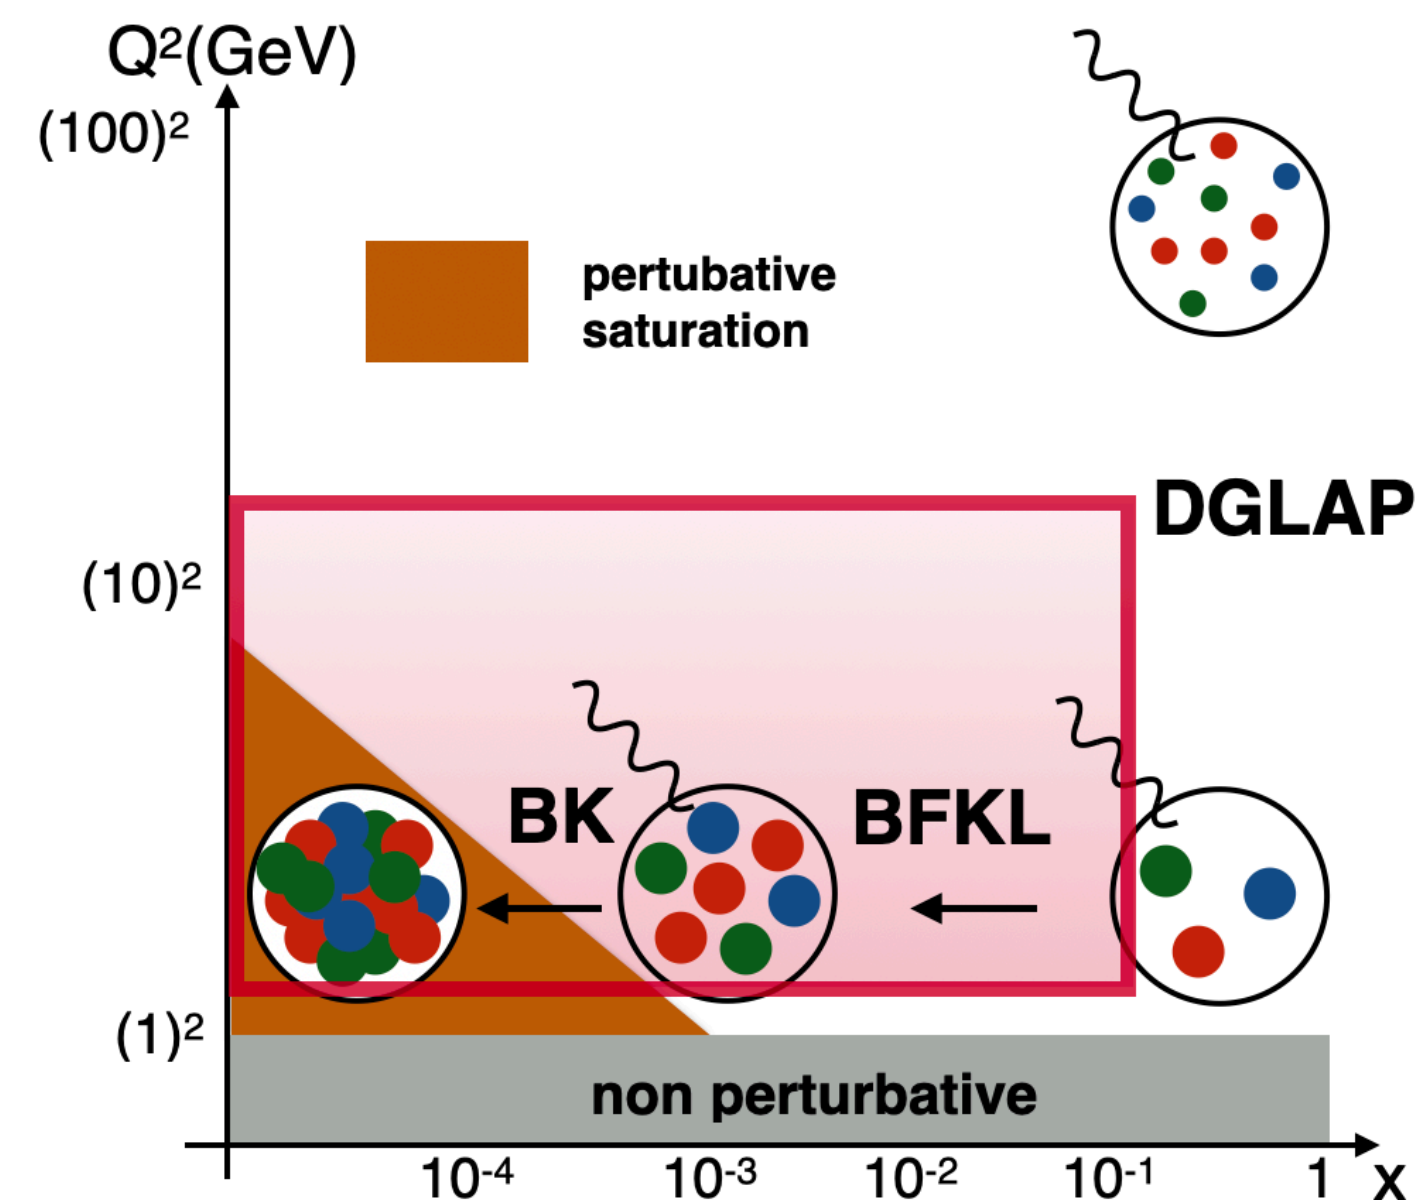 Q²(GeV)
(100)²
pertubative
saturation
DGLAP
(10)²
BK
BFKL
(1)²
non perturbative
10⁻⁴ 10⁻³ 10⁻² 10⁻¹ 1 x